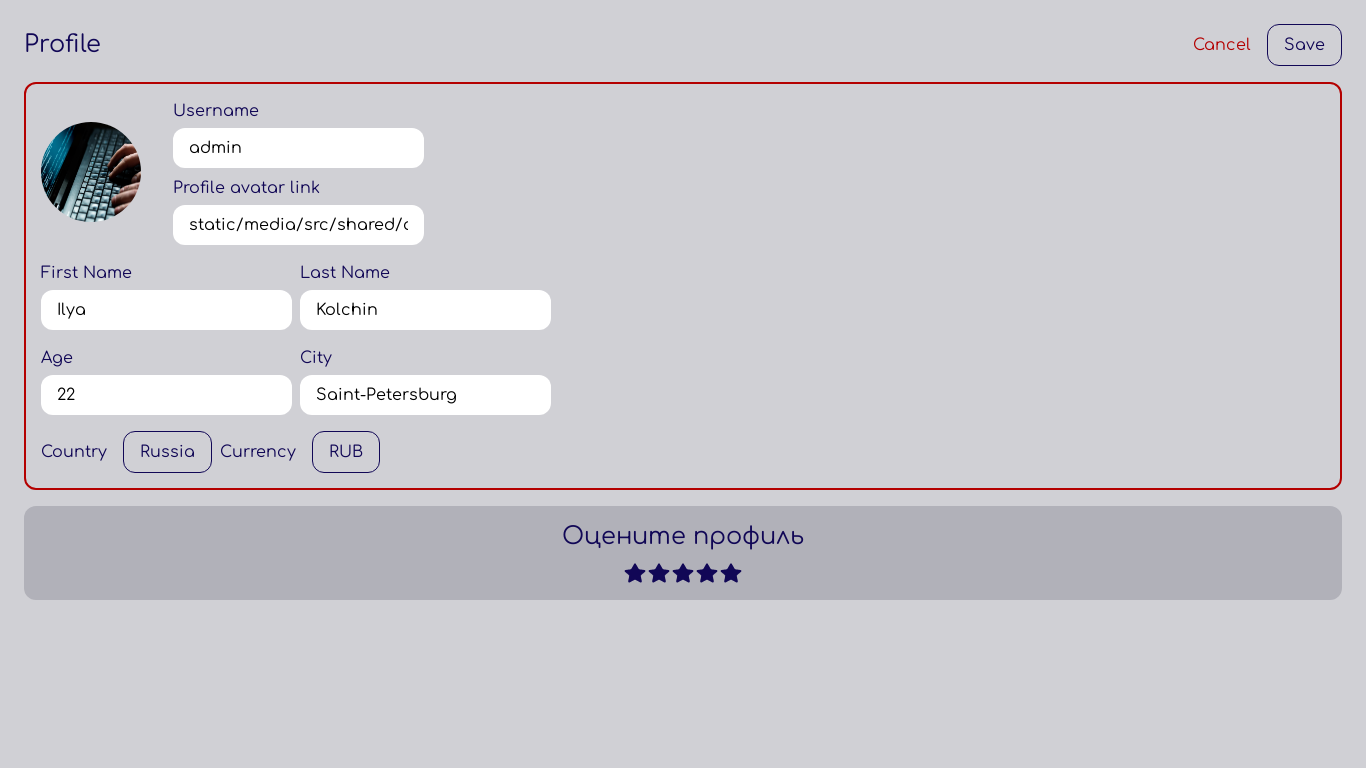 Profile
Cancel
Save
Username
admin
Profile avatar link
static/media/src/shared/
First Name
Last Name
Ilya
Kolchin
Age
City
22
Saint-Petersburg
Country
Russia
Currency
RUB
Оцените профиль